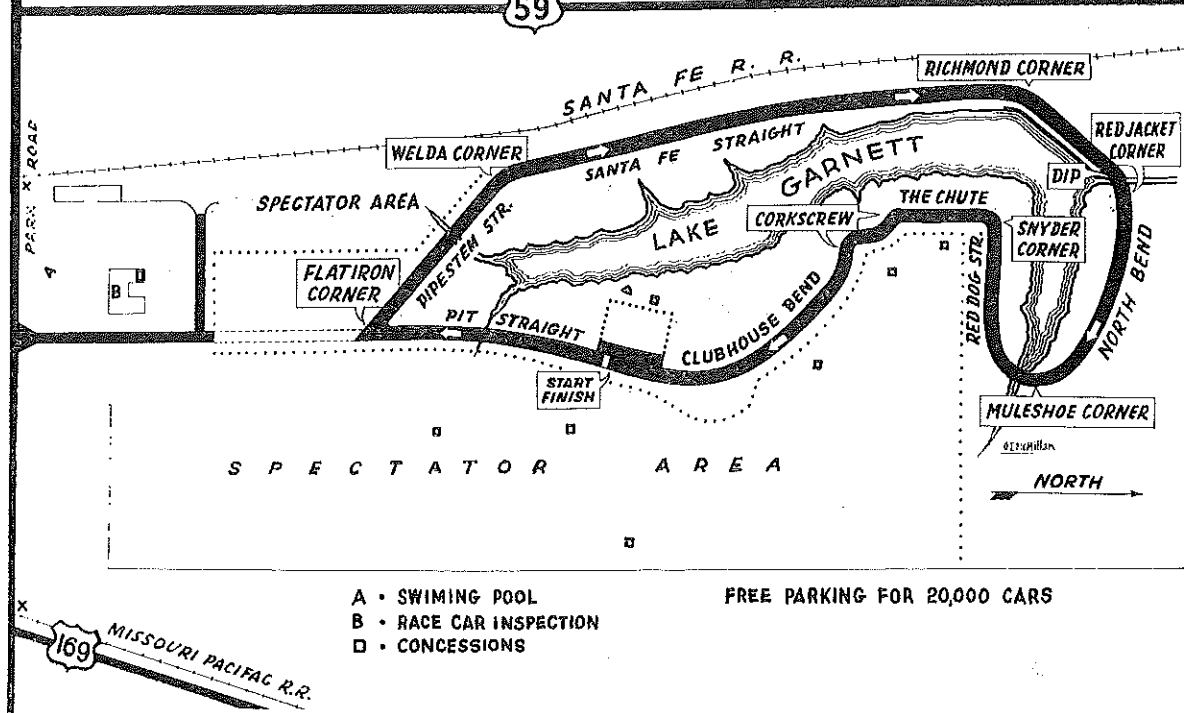 59
SANTA FE R. R.
RICHMOND CORNER
WELDA CORNER
RED JACKET
CORNER
DIP
PARK ROAD
X
SPECTATOR AREA
PIPESTEM STR.
SANTA FE STRAIGHT
LAKE GARNETT
THE CHUTE
CORKSCREW
SNYDER
CORNER
A
B
FLATIRON
CORNER
PIT STRAIGHT
CLUBHOUSE BEND
RED DOG STR.
NORTH BEND
START
FINISH
MULESHOE CORNER
SPECTATOR AREA
NORTH
A • SWIMING POOL
B • RACE CAR INSPECTION
□ • CONCESSIONS
FREE PARKING FOR 20,000 CARS
X
169
MISSOURI PACIFAC R.R.